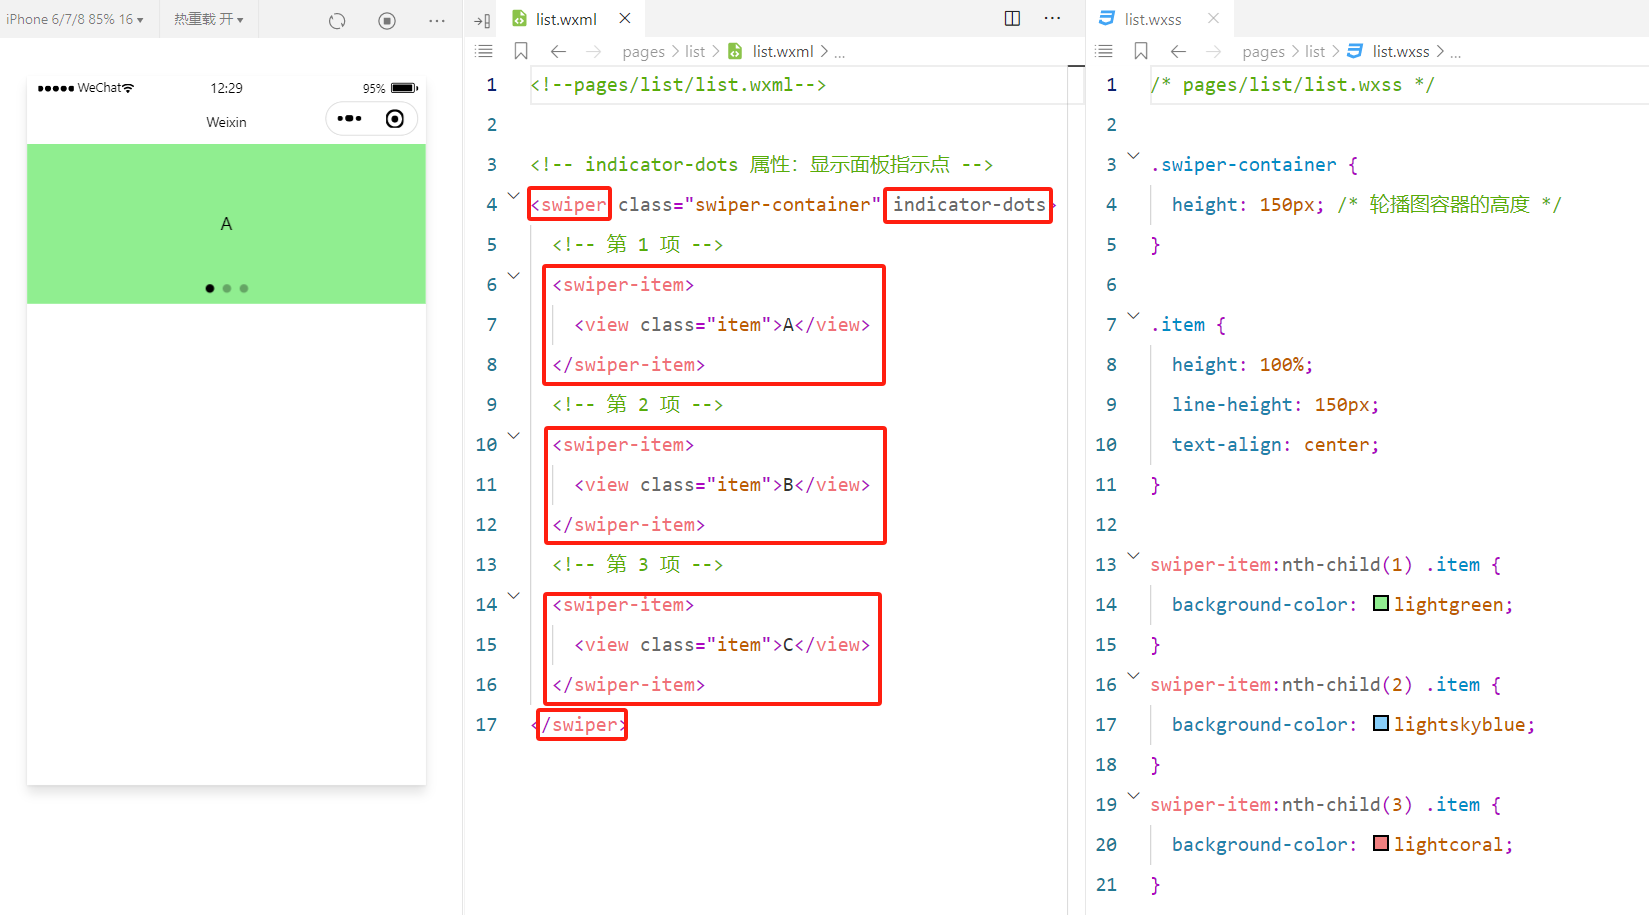 iPhone 6/7/8 85% 16
热重载 开
WeChat
12:29
95%
Weixin
A
list.wxml
pages > list > list.wxml > ...
1 <!--pages/list/list.wxml-->
2
3 <!-- indicator-dots 属性: 显示面板指示点 -->
4 <swiper class="swiper-container" indicator-dots>
5 <!-- 第 1 项 -->
6 <swiper-item>
7 <view class="item">A</view>
8 </swiper-item>
9 <!-- 第 2 项 -->
10 <swiper-item>
11 <view class="item">B</view>
12 </swiper-item>
13 <!-- 第 3 项 -->
14 <swiper-item>
15 <view class="item">C</view>
16 </swiper-item>
17 </swiper>
list.wxss
pages > list > list.wxss > ...
1 /* pages/list/list.wxss */
2
3 .swiper-container {
4 height: 150px; /* 轮播图容器的高度 */
5 }
6
7 .item {
8 height: 100%;
9 line-height: 150px;
10 text-align: center;
11 }
12
13 swiper-item:nth-child(1) .item {
14 background-color: lightgreen;
15 }
16 swiper-item:nth-child(2) .item {
17 background-color: lightskyblue;
18 }
19 swiper-item:nth-child(3) .item {
20 background-color: lightcoral;
21 }